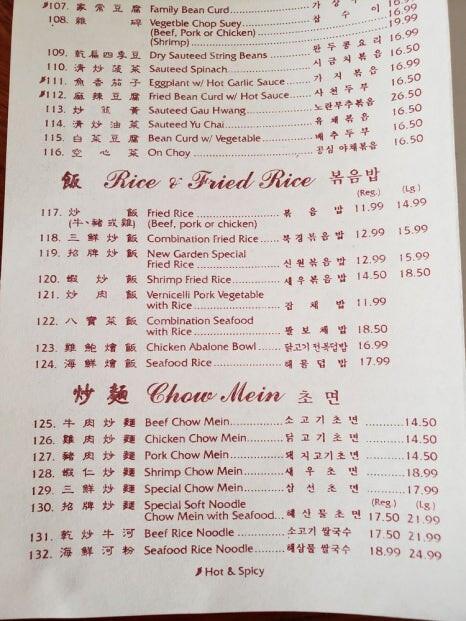 107. 家常豆腐 Family Bean Curd 16.99
108. 雜碎 Vegetble Chop Suey 잡 수 이 16.99
(Beef, Pork or Chicken)
(Shrimp) 19.99
109. 乾扁四季豆 Dry Sauteed String Beans 완두콩요리 16.99
110. 清炒菠菜 Sauteed Spinach 시금치볶음 16.50
111. 魚香茄子 Eggplant w/ Hot Garlic Sauce 가지볶음 16.99
112. 麻辣豆腐 Fried Bean Curd w/ Hot Sauce 사천두부 16.50
113. 炒韮黃 Sauteed Gau Hwang 노란부추볶음 26.50
114. 清炒油菜 Sauteed Yu Chai 유채볶음 16.50
115. 白菜豆腐 Bean Curd w/ Vegetable 배추두부 16.50
116. 空心菜 On Choy 공심야채볶음 16.50
飯 Rice & Fried Rice 볶음밥
(Reg.) (Lg.)
117. 炒飯 Fried Rice 볶음밥 11.99 14.99
(牛、豬或雞) (Beef, pork or chicken)
118. 三鮮炒飯 Combination Fried Rice 북경볶음밥 12.99 15.99
119. 招牌炒飯 New Garden Special
Fried Rice 신원볶음밥 12.99 15.99
120. 蝦炒飯 Shrimp Fried Rice 새우볶음밥 14.50 18.50
121. 炒肉飯 Vernicelli Pork Vegetable
with Rice 잡채밥 11.99
122. 八寶菜飯 Combination Seafood
with Rice 팔보채밥 18.50
123. 雞鮑燴飯 Chicken Abalone Bowl 닭고기전복덮밥 16.99
124. 海鮮燴飯 Seafood Rice 해물덮밥 17.99
炒麵 Chow Mein 초면
125. 牛肉炒麵 Beef Chow Mein 소고기초면 14.50
126. 雞肉炒麵 Chicken Chow Mein 닭고기초면 14.50
127. 豬肉炒麵 Pork Chow Mein 돼지고기초면 14.50
128. 蝦仁炒麵 Shrimp Chow Mein 새우초면 18.99
129. 三鮮炒麵 Special Chow Mein 삼선초면 17.99
130. 招牌炒麵 Special Soft Noodle (Reg.) (Lg.)
Chow Mein with Seafood 해산물초면 17.50 21.99
131. 乾炒牛河 Beef Rice Noodle 소고기 쌀국수 17.50 21.99
132. 海鮮河粉 Seafood Rice Noodle 해삼물 쌀국수 18.99 24.99
Hot & Spicy